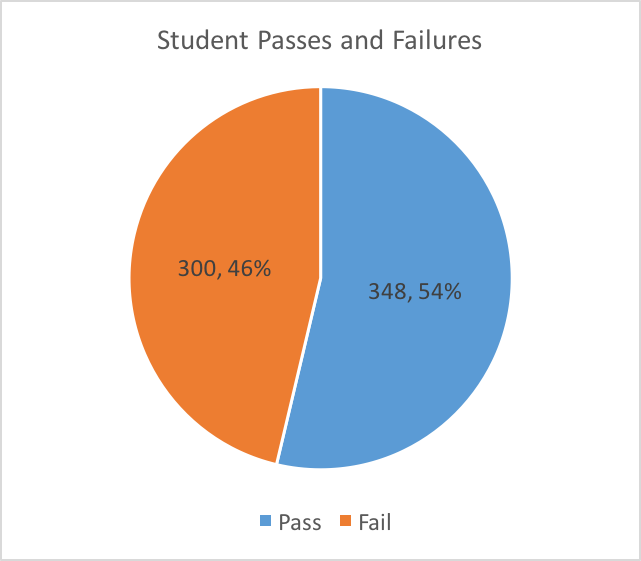 Student Passes and Failures
300, 46%
348, 54%
Pass Fail